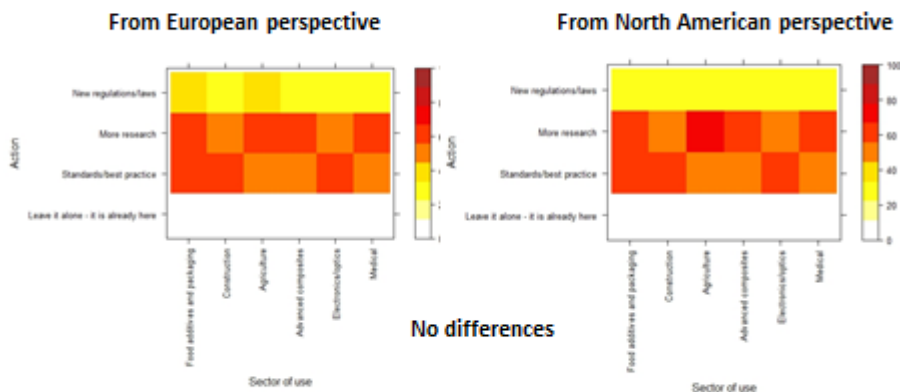 From European perspective
From North American perspective
New regulations/laws
More research
Standards/best practice
Leave it alone - it is already here
Action
Food additives and packaging
Construction
Agriculture
Advanced composites
Electronics/optics
Medical
Sector of use
Action
New regulations/laws
More research
Standards/best practice
Leave it alone - it is already here
100
80
60
40
20
0
Food additives and packaging
Construction
Agriculture
Advanced composites
Electronics/optics
Medical
Sector of use
No differences